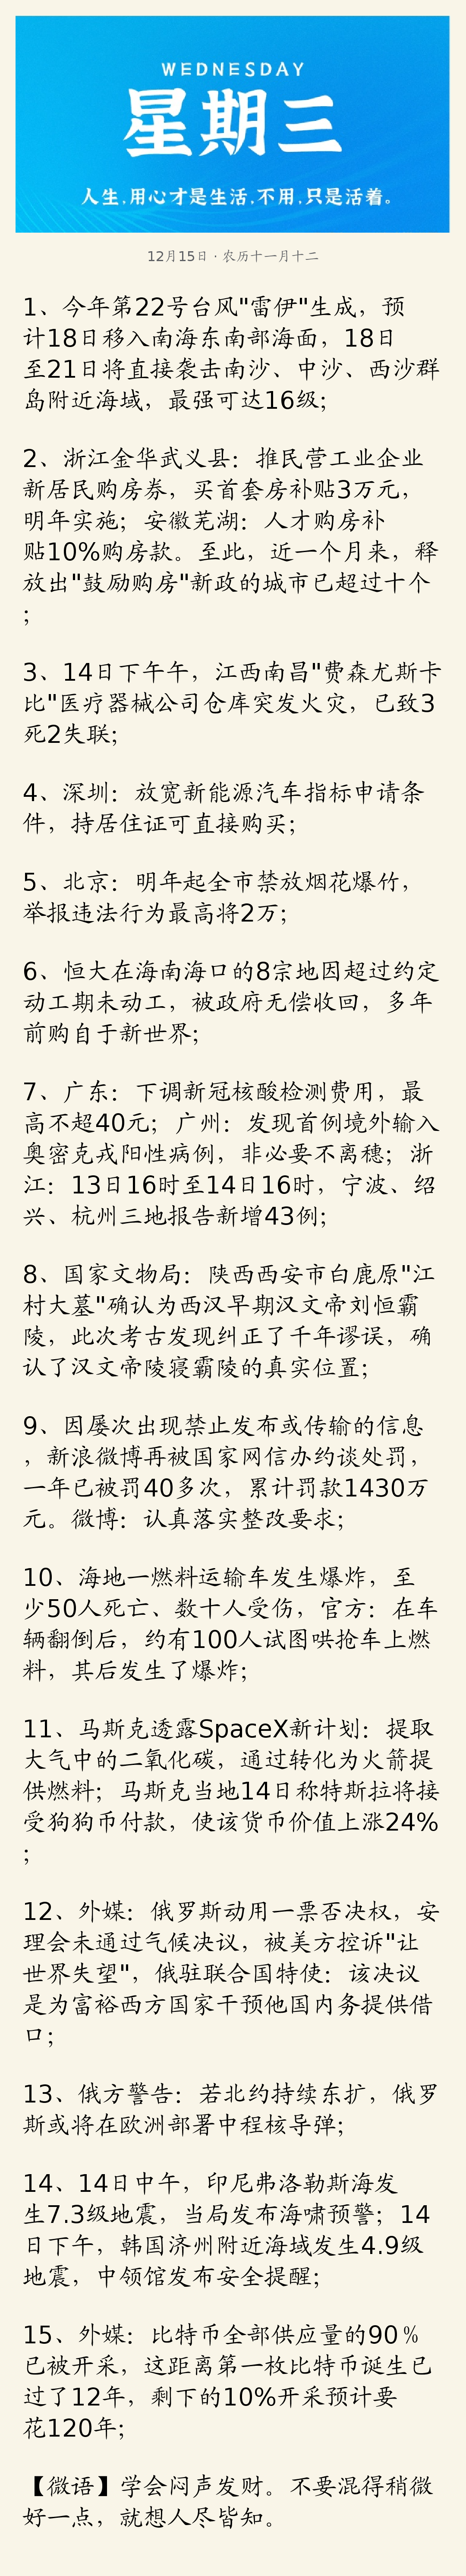 WEDNESDAY
星期三
人生,用心才是生活,不用,只是活着。
12月15日 · 农历十一月十二
1、今年第22号台风"雷伊"生成，预
计18日移入南海东南部海面，18日
至21日将直接袭击南沙、中沙、西沙群
岛附近海域，最强可达16级；
2、浙江金华武义县：推民营工业企业
新居民购房券，买首套房补贴3万元，
明年实施；安徽芜湖：人才购房补
贴10%购房款。至此，近一个月来，释
放出"鼓励购房"新政的城市已超过十个
；
3、14日下午午，江西南昌"费森尤斯卡
比"医疗器械公司仓库突发火灾，已致3
死2失联；
4、深圳：放宽新能源汽车指标申请条
件，持居住证可直接购买；
5、北京：明年起全市禁放烟花爆竹，
举报违法行为最高将2万；
6、恒大在海南海口的8宗地因超过约定
动工期未动工，被政府无偿收回，多年
前购自于新世界；
7、广东：下调新冠核酸检测费用，最
高不超40元；广州：发现首例境外输入
奥密克戎阳性病例，非必要不离穗；浙
江：13日16时至14日16时，宁波、绍
兴、杭州三地报告新增43例；
8、国家文物局：陕西西安市白鹿原"江
村大墓"确认为西汉早期汉文帝刘恒霸
陵，此次考古发现纠正了千年谬误，确
认了汉文帝陵寝霸陵的真实位置；
9、因屡次出现禁止发布或传输的信息
，新浪微博再被国家网信办约谈处罚，
一年已被罚40多次，累计罚款1430万
元。微博：认真落实整改要求；
10、海地一燃料运输车发生爆炸，至
少50人死亡、数十人受伤，官方：在车
辆翻倒后，约有100人试图哄抢车上燃
料，其后发生了爆炸；
11、马斯克透露SpaceX新计划：提取
大气中的二氧化碳，通过转化为火箭提
供燃料；马斯克当地14日称特斯拉将接
受狗狗币付款，使该货币价值上涨24%
；
12、外媒：俄罗斯动用一票否决权，安
理会未通过气候决议，被美方控诉"让
世界失望"，俄驻联合国特使：该决议
是为富裕西方国家干预他国内务提供借
口；
13、俄方警告：若北约持续东扩，俄罗
斯或将在欧洲部署中程核导弹；
14、14日中午，印尼弗洛勒斯海发
生7.3级地震，当局发布海啸预警；14
日下午，韩国济州附近海域发生4.9级
地震，中领馆发布安全提醒；
15、外媒：比特币全部供应量的90％
已被开采，这距离第一枚比特币诞生已
过了12年，剩下的10%开采预计要
花120年；
【微语】学会闷声发财。不要混得稍微
好一点，就想人尽皆知。